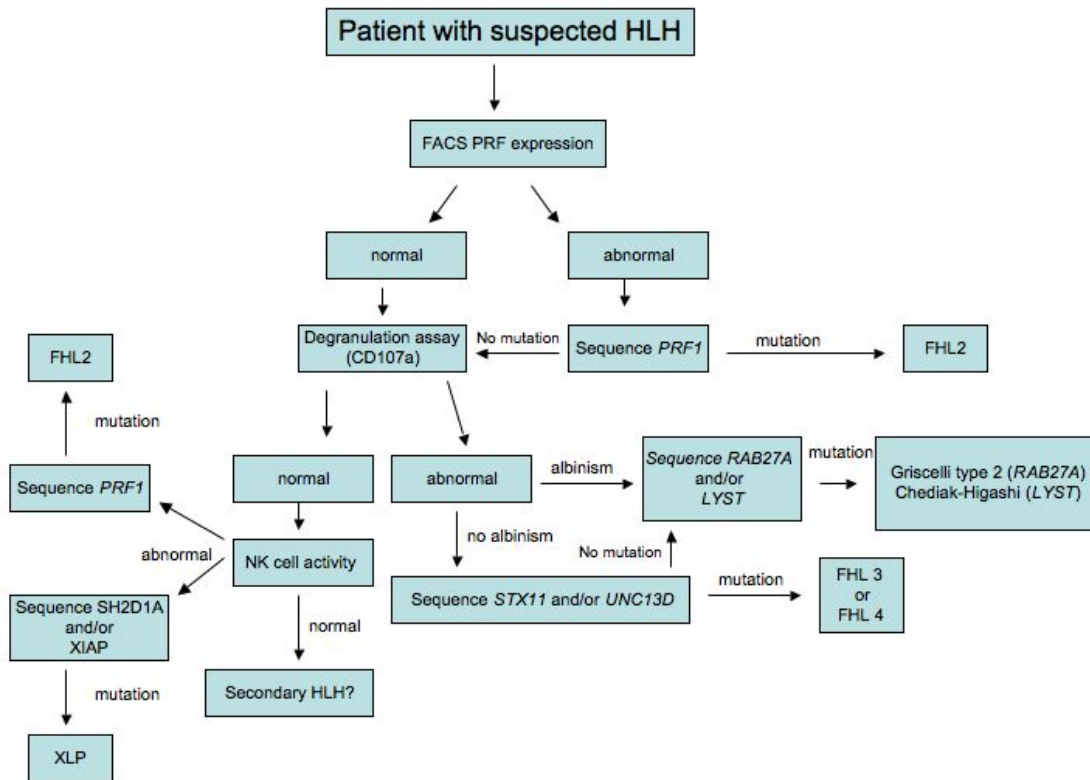 Patient with suspected HLH
FACS PRF expression
normal
abnormal
FHL2
Degranulation assay
(CD107a)
No mutation
Sequence PRF1
mutation
FHL2
mutation
Sequence PRF1
normal
abnormal
albinism
Sequence RAB27A
and/or
LYST
mutation
Griscelli type 2 (RAB27A)
Chediak-Higashi (LYST)
abnormal
NK cell activity
no albinism
No mutation
Sequence SH2D1A
and/or
XIAP
normal
Sequence STX11 and/or UNC13D
mutation
FHL 3
or
FHL 4
mutation
Secondary HLH?
XLP